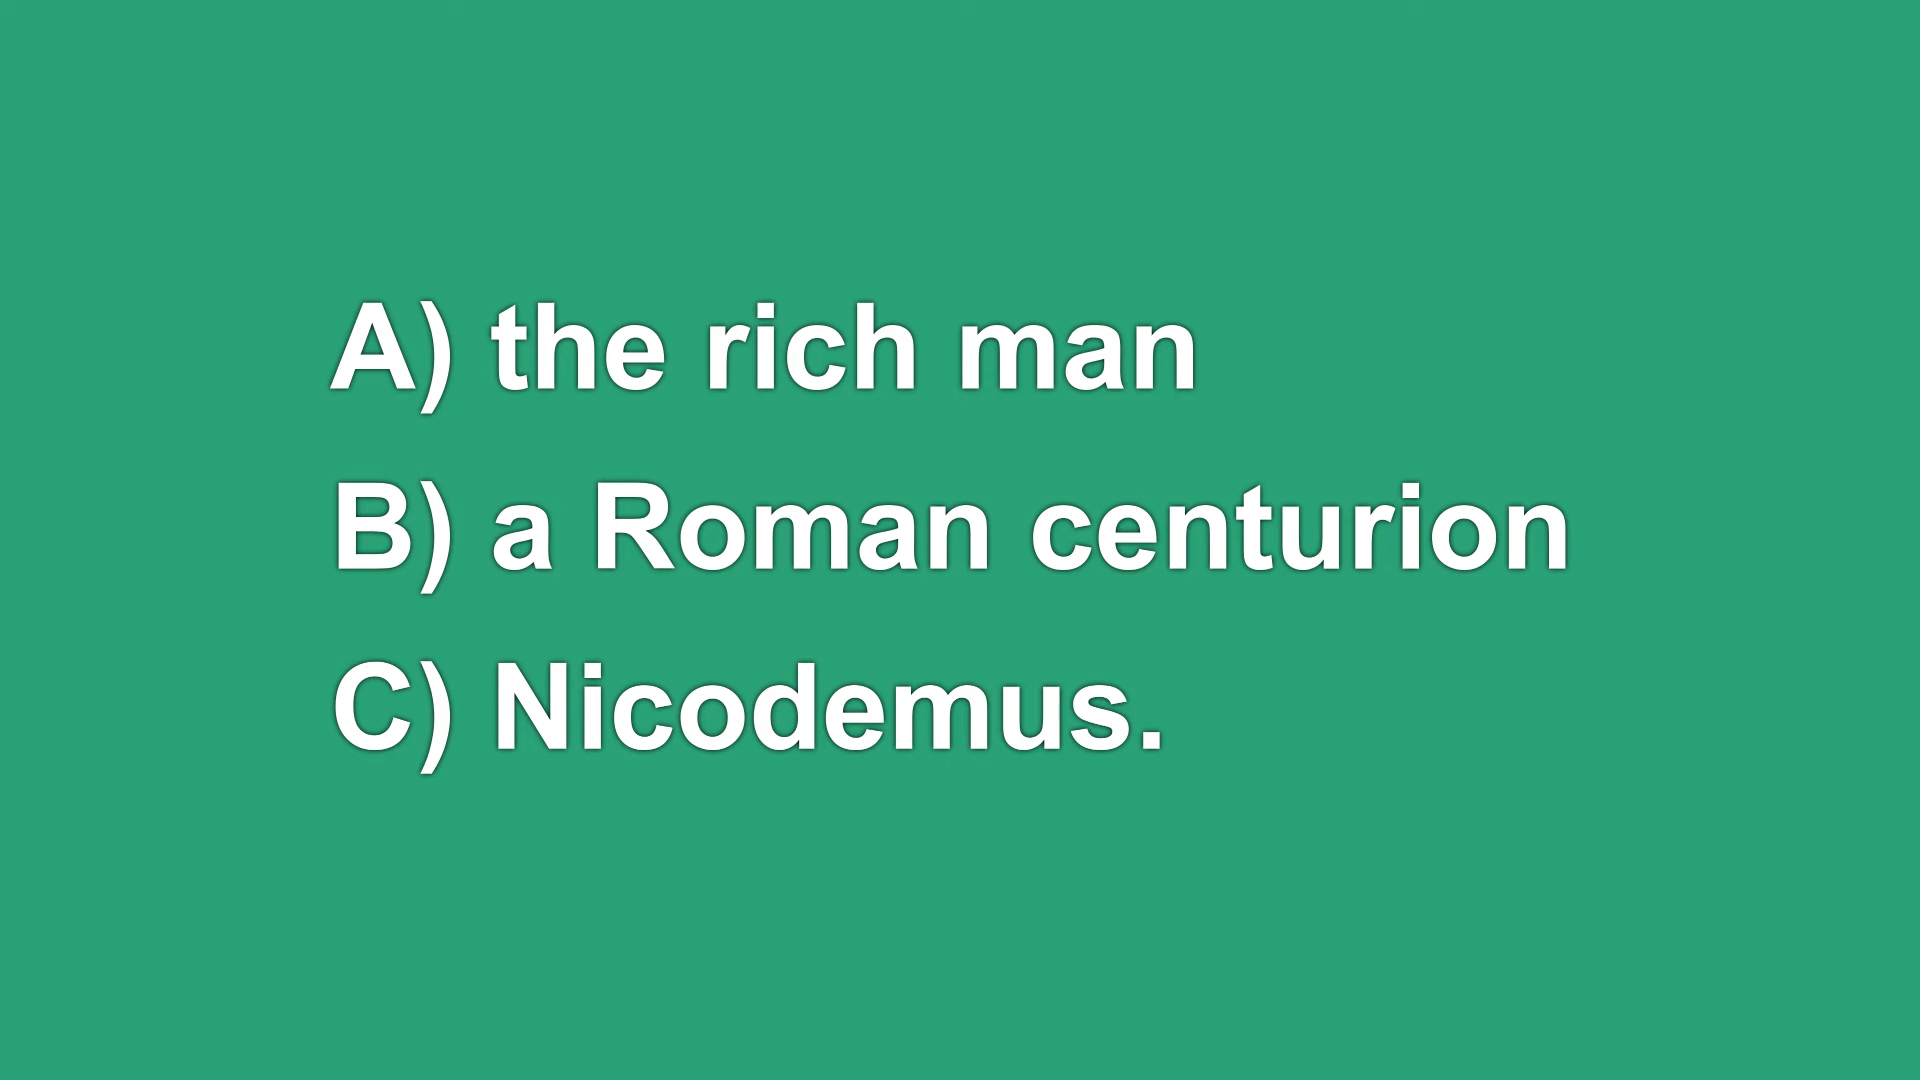 A) the rich man
B) a Roman centurion
C) Nicodemus.